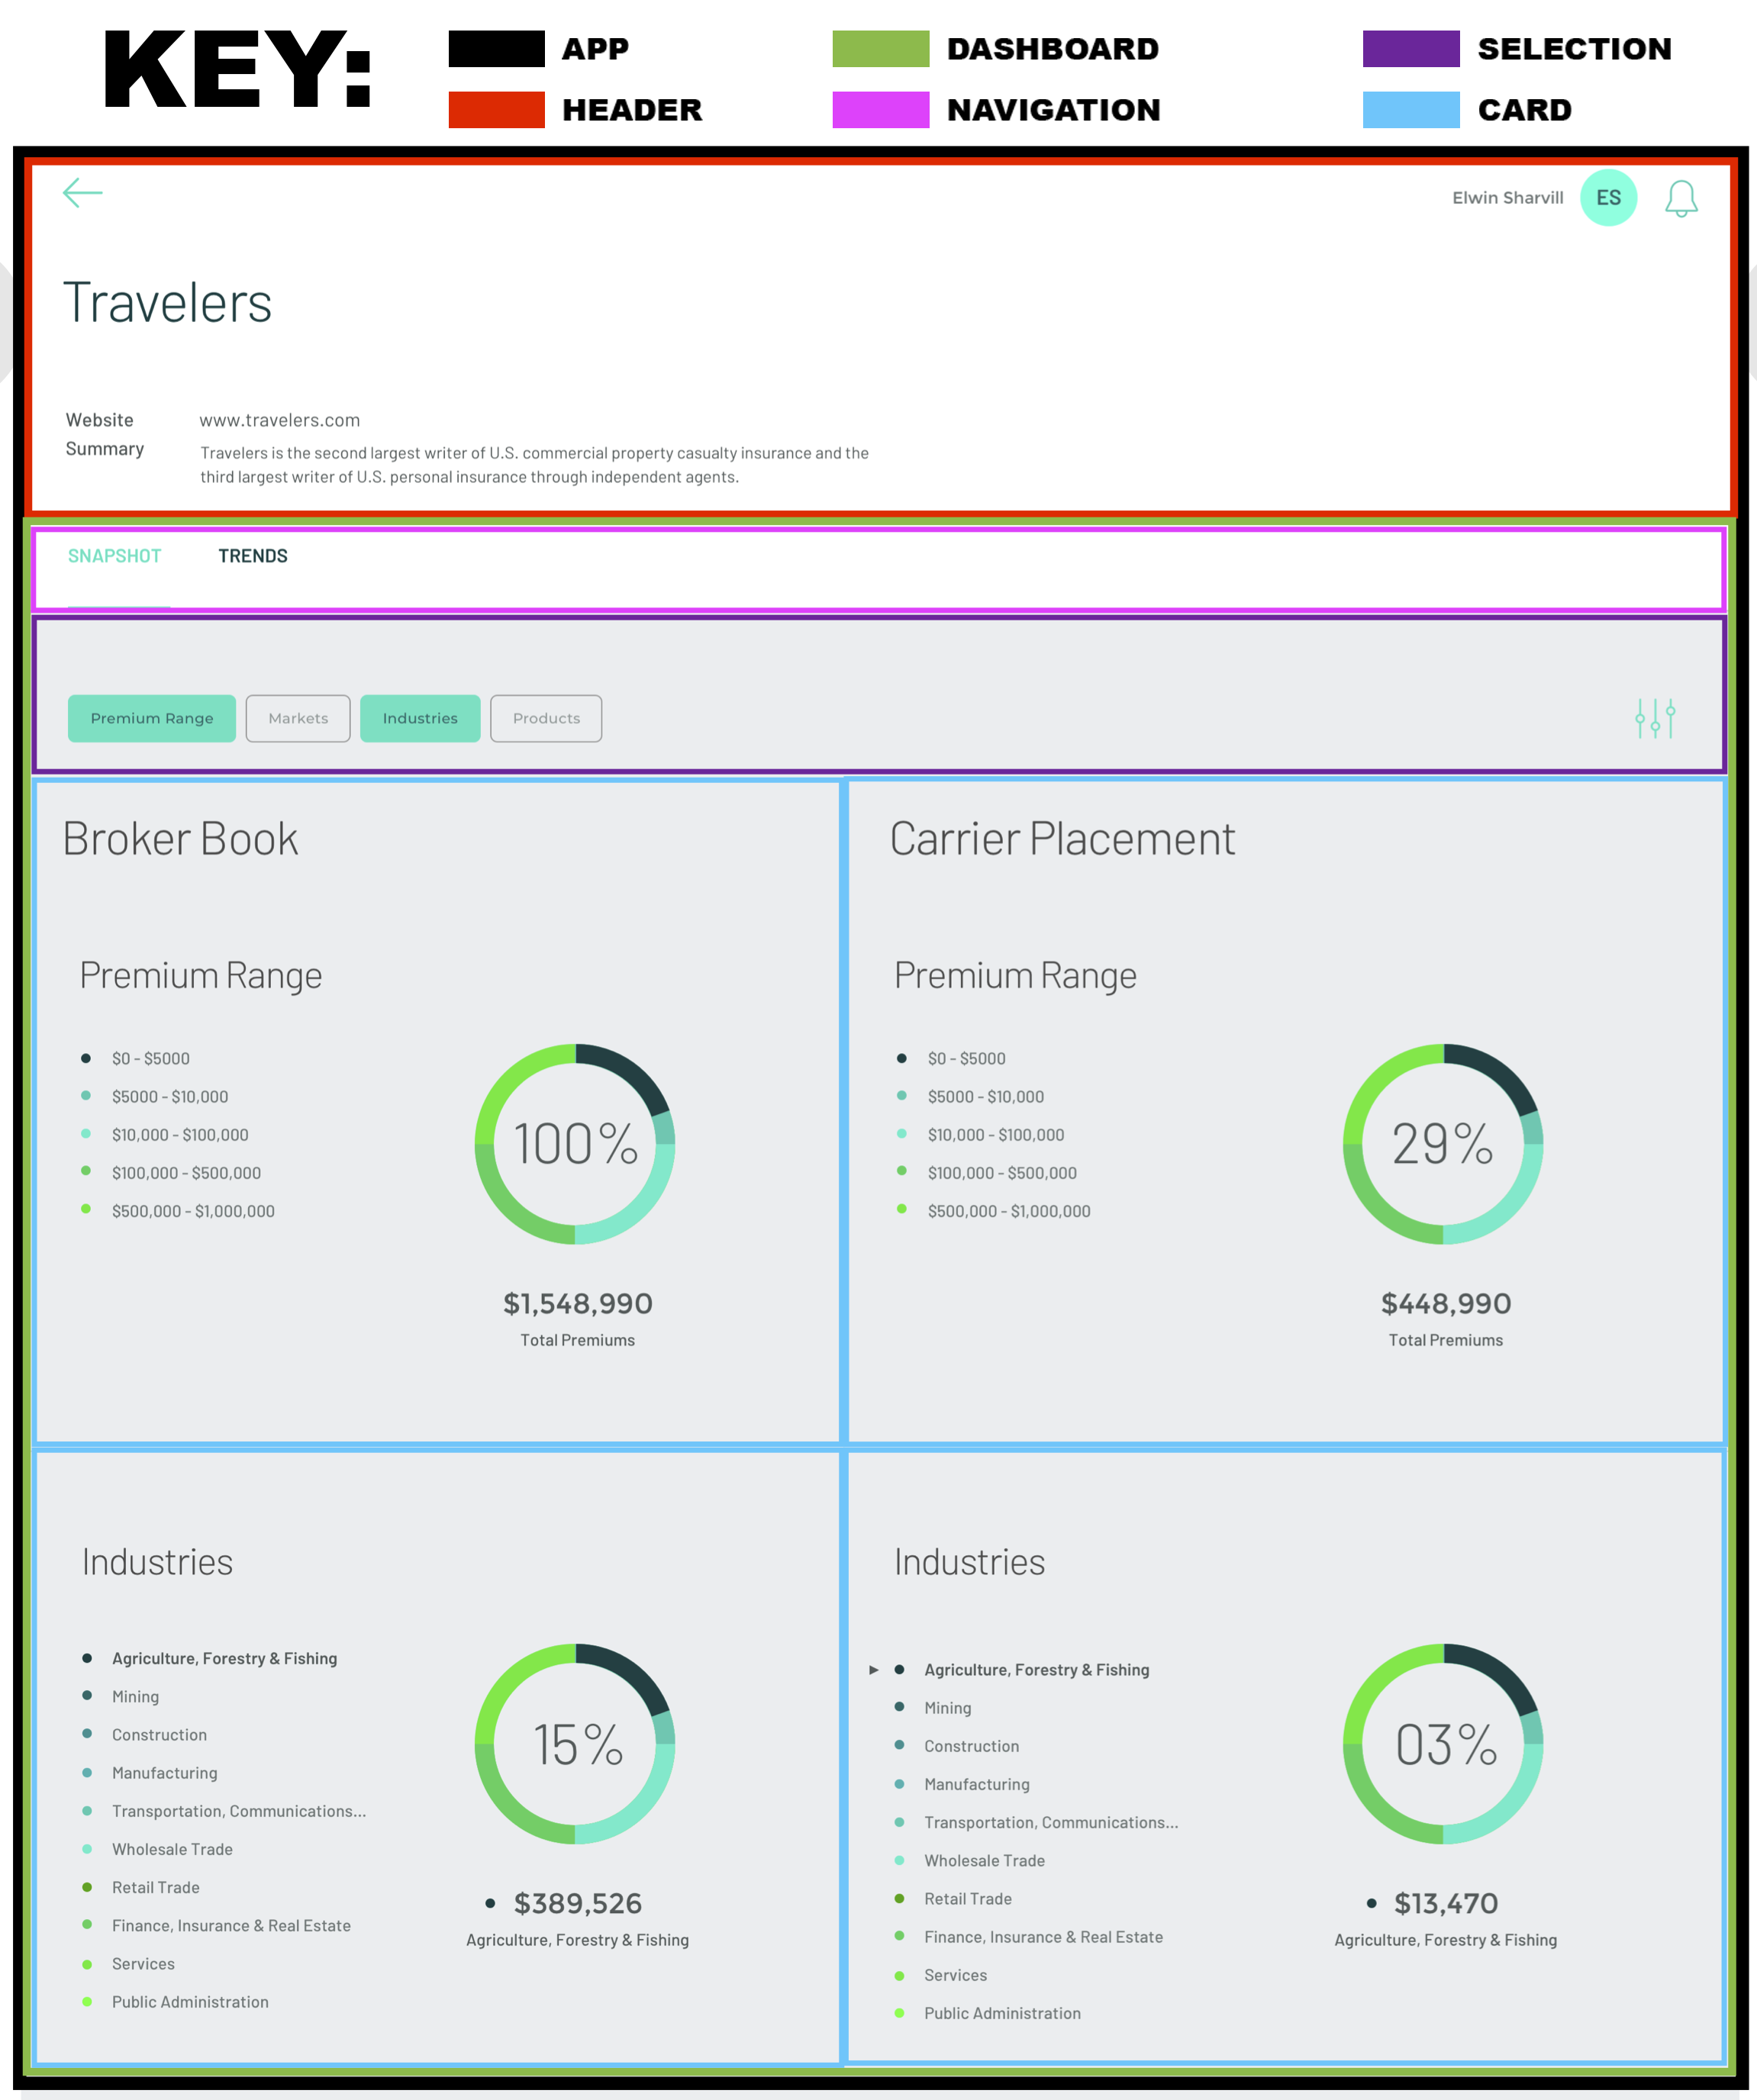 KEY:
APP
DASHBOARD
SELECTION
HEADER
NAVIGATION
CARD
Elwin Sharvill
ES
Travelers
Website
www.travelers.com
Summary
Travelers is the second largest writer of U.S. commercial property casualty insurance and the
third largest writer of U.S. personal insurance through independent agents.
SNAPSHOT
TRENDS
Premium Range
Markets
Industries
Products
Broker Book
Premium Range
$0 - $5000
$5000 - $10,000
$10,000 - $100,000
$100,000 - $500,000
$500,000 - $1,000,000
100%
$1,548,990
Total Premiums
Carrier Placement
Premium Range
$0 - $5000
$5000 - $10,000
$10,000 - $100,000
$100,000 - $500,000
$500,000 - $1,000,000
29%
$448,990
Total Premiums
Industries
Agriculture, Forestry & Fishing
Mining
Construction
Manufacturing
Transportation, Communications...
Wholesale Trade
Retail Trade
Finance, Insurance & Real Estate
Services
Public Administration
15%
$389,526
Agriculture, Forestry & Fishing
Industries
Agriculture, Forestry & Fishing
Mining
Construction
Manufacturing
Transportation, Communications...
Wholesale Trade
Retail Trade
Finance, Insurance & Real Estate
Services
Public Administration
03%
$13,470
Agriculture, Forestry & Fishing